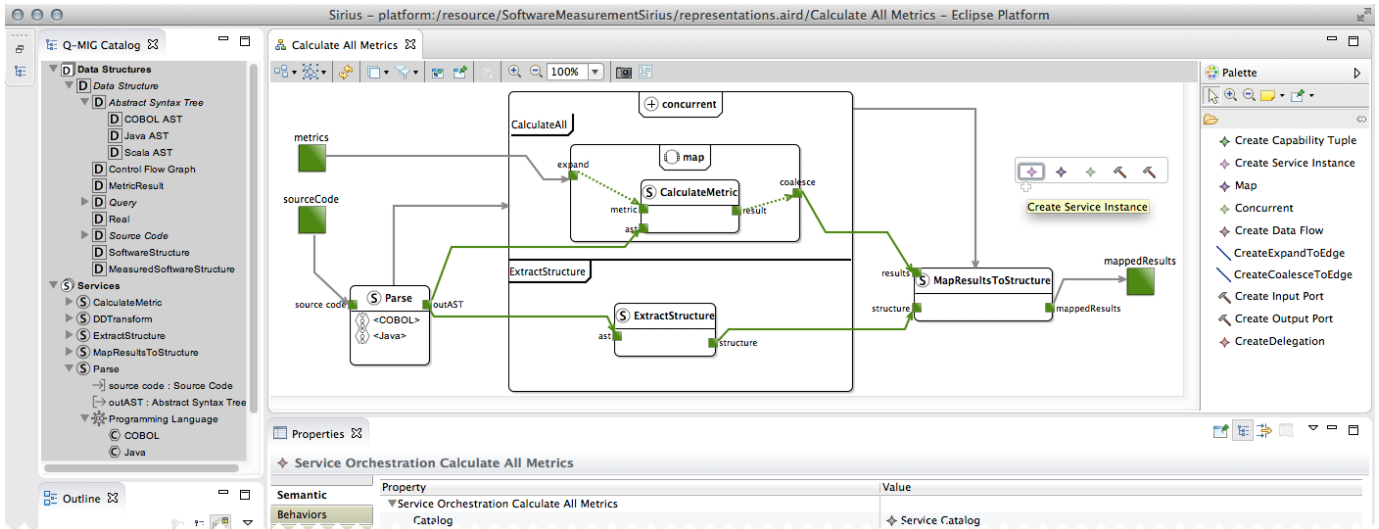 Sirius – platform:/resource/SoftwareMeasurementSirius/representations.aird/Calculate All Metrics – Eclipse Platform
Q-MIG Catalog
Data Structures
Data Structure
Abstract Syntax Tree
COBOL AST
Java AST
Scala AST
Control Flow Graph
MetricResult
Query
Real
Source Code
SoftwareStructure
MeasuredSoftwareStructure
Services
CalculateMetric
DDTransform
ExtractStructure
MapResultsToStructure
Parse
source code : Source Code
outAST : Abstract Syntax Tree
Programming Language
COBOL
Java
Outline
Calculate All Metrics
100%
concurrent
CalculateAll
metrics
map
expand
CalculateMetric
coalesce
metric
result
ast
sourceCode
Create Service Instance
ExtractStructure
results
MapResultsToStructure
mappedResults
source code
Parse
outAST
structure
mappedResults
<COBOL>
<Java>
ExtractStructure
ast
structure
Palette
Create Capability Tuple
Create Service Instance
Map
Concurrent
Create Data Flow
CreateExpandToEdge
CreateCoalesceToEdge
Create Input Port
Create Output Port
CreateDelegation
Properties
Service Orchestration Calculate All Metrics
Semantic
Behaviors
Property
Value
Service Orchestration Calculate All Metrics
Catalog
Service Catalog